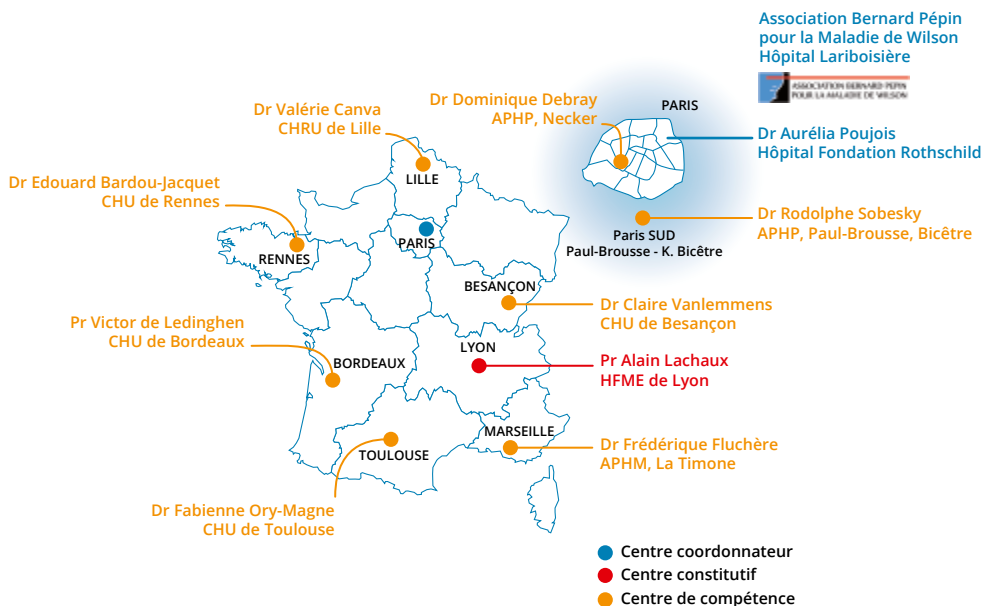 Association Bernard Pépin
pour la Maladie de Wilson
Hôpital Lariboisière
ASSOCIATION BERNARD PÉPIN
POUR LA MALADIE DE WILSON
PARIS
Dr Dominique Debray
APHP, Necker
Dr Aurélia Poujois
Hôpital Fondation Rothschild
Dr Valérie Canva
CHRU de Lille
LILLE
Dr Edouard Bardou-Jacquet
CHU de Rennes
RENNES
PARIS
Dr Rodolphe Sobesky
APHP, Paul-Brousse, Bicêtre
Paris SUD
Paul-Brousse - K. Bicêtre
BESANÇON
Dr Claire Vanlemmens
CHU de Besançon
Pr Victor de Ledinghen
CHU de Bordeaux
BORDEAUX
LYON
Pr Alain Lachaux
HFME de Lyon
MARSEILLE
Dr Frédérique Fluchère
APHM, La Timone
TOULOUSE
Dr Fabienne Ory-Magne
CHU de Toulouse
Centre coordonnateur
Centre constitutif
Centre de compétence